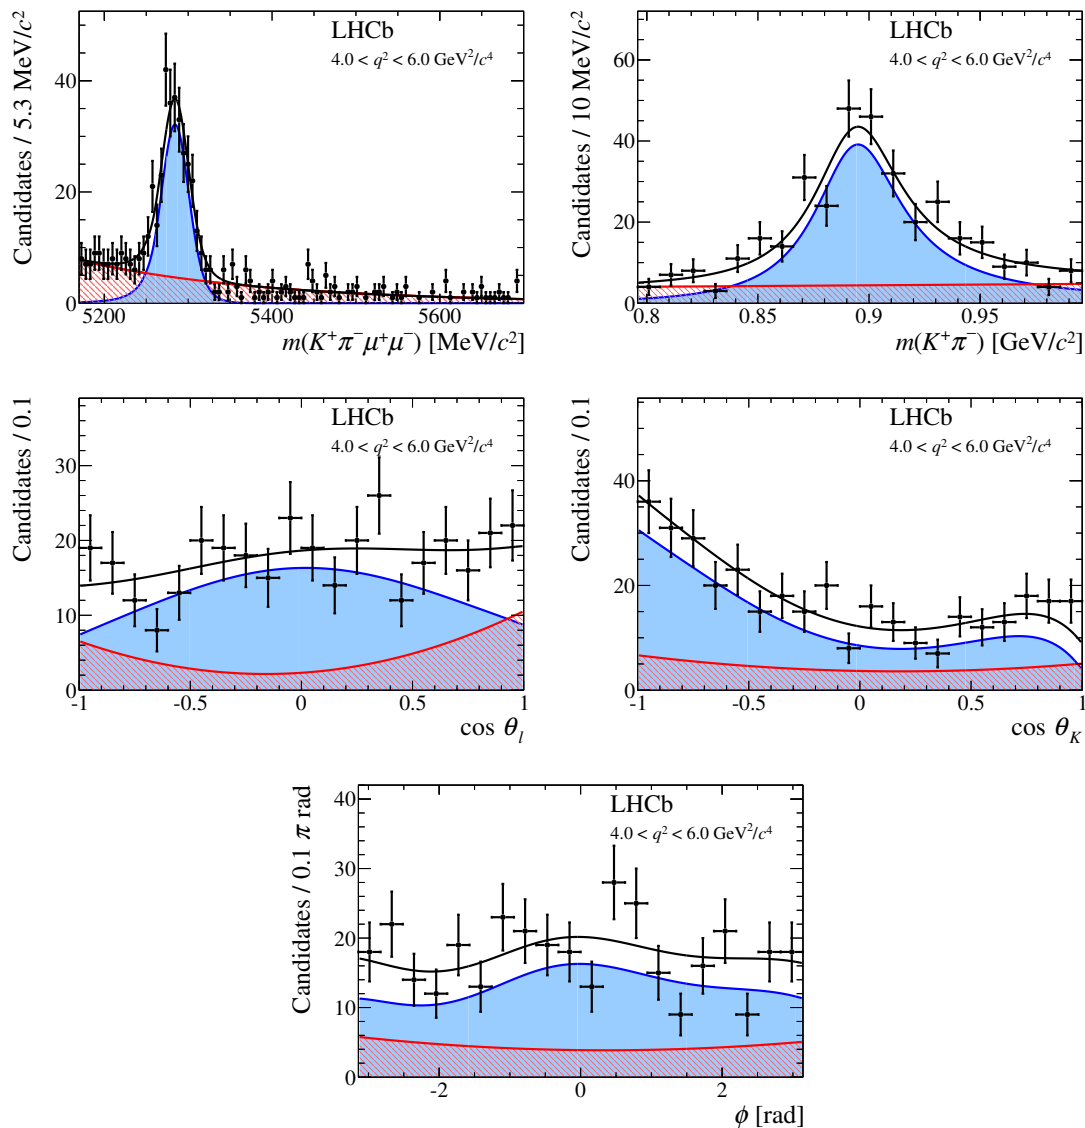 LHCb
4.0 < q² < 6.0 GeV²/c⁴
Candidates / 5.3 MeV/c²
40
20
0
5200
5400
5600
m(K⁺π⁻μ⁺μ⁻) [MeV/c²]
LHCb
4.0 < q² < 6.0 GeV²/c⁴
Candidates / 10 MeV/c²
60
40
20
0
0.8
0.85
0.9
0.95
m(K⁺π⁻) [GeV/c²]
LHCb
4.0 < q² < 6.0 GeV²/c⁴
Candidates / 0.1
30
20
10
0
-1
-0.5
0
0.5
1
cos θ_l
LHCb
4.0 < q² < 6.0 GeV²/c⁴
Candidates / 0.1
40
20
0
-1
-0.5
0
0.5
1
cos θ_K
LHCb
4.0 < q² < 6.0 GeV²/c⁴
Candidates / 0.1 π rad
40
30
20
10
0
-2
0
2
ϕ [rad]